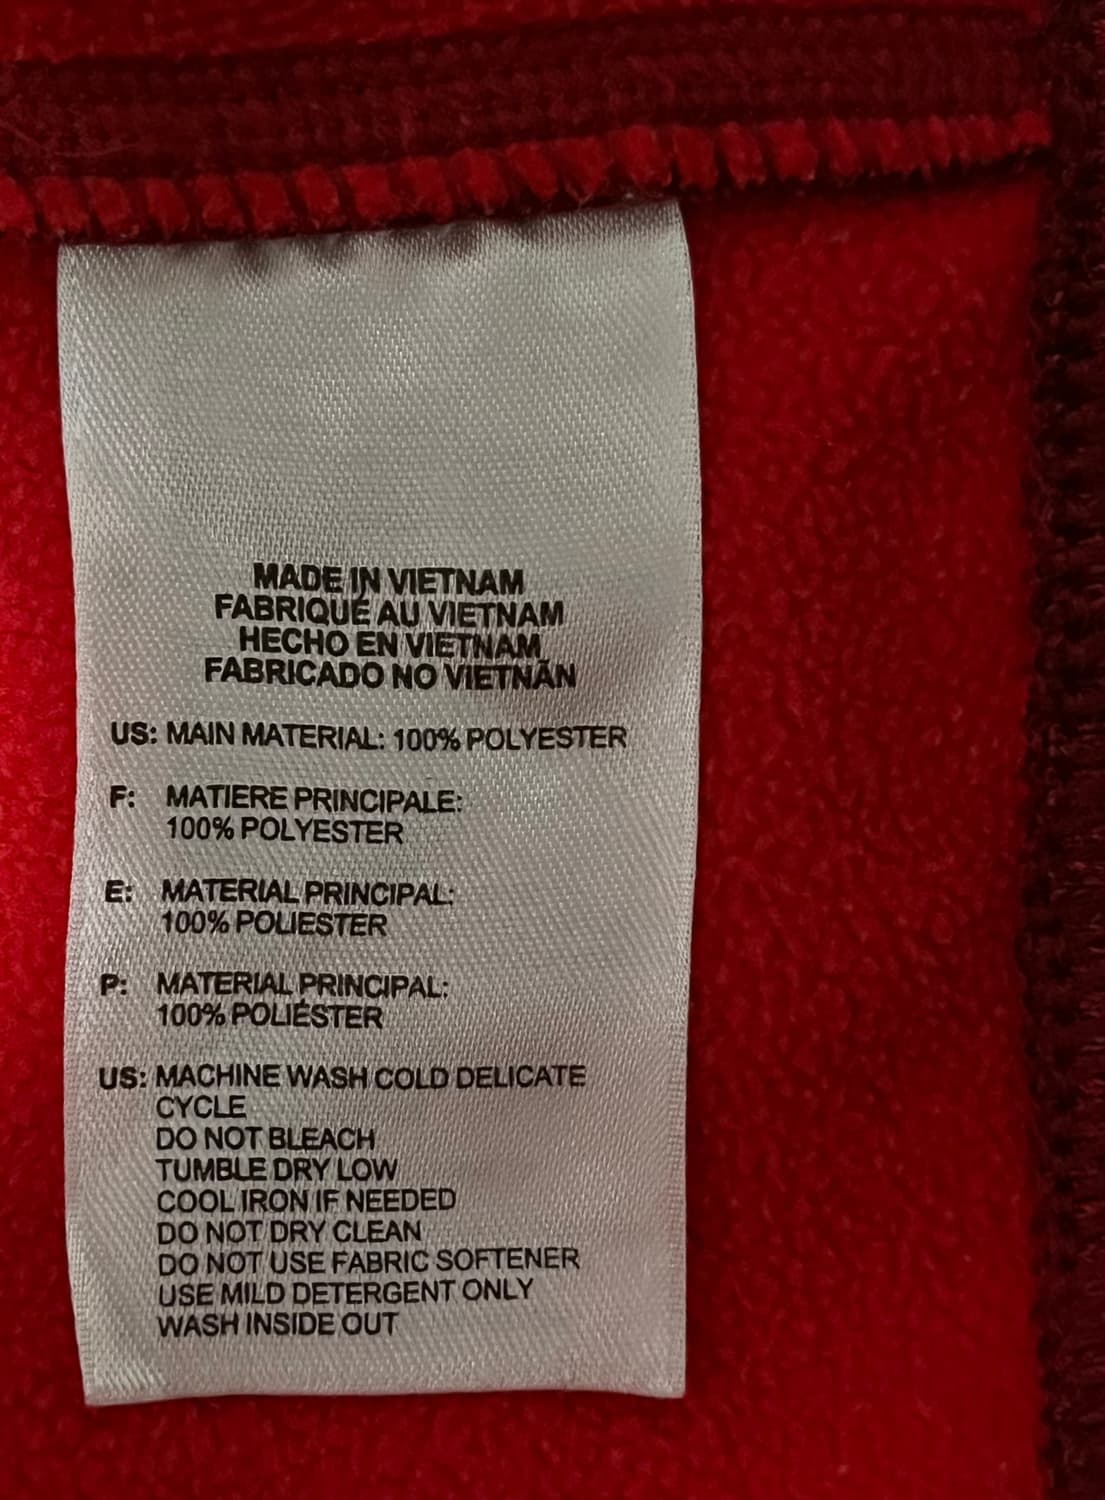 MADE IN VIETNAM
FABRIQUÉ AU VIETNAM
HECHO EN VIETNAM
FABRICADO NO VIETNÃN
US: MAIN MATERIAL: 100% POLYESTER
F: MATIERE PRINCIPALE:
100% POLYESTER
E: MATERIAL PRINCIPAL:
100% POLIESTER
P: MATERIAL PRINCIPAL:
100% POLIÉSTER
US: MACHINE WASH COLD DELICATE
CYCLE
DO NOT BLEACH
TUMBLE DRY LOW
COOL IRON IF NEEDED
DO NOT DRY CLEAN
DO NOT USE FABRIC SOFTENER
USE MILD DETERGENT ONLY
WASH INSIDE OUT